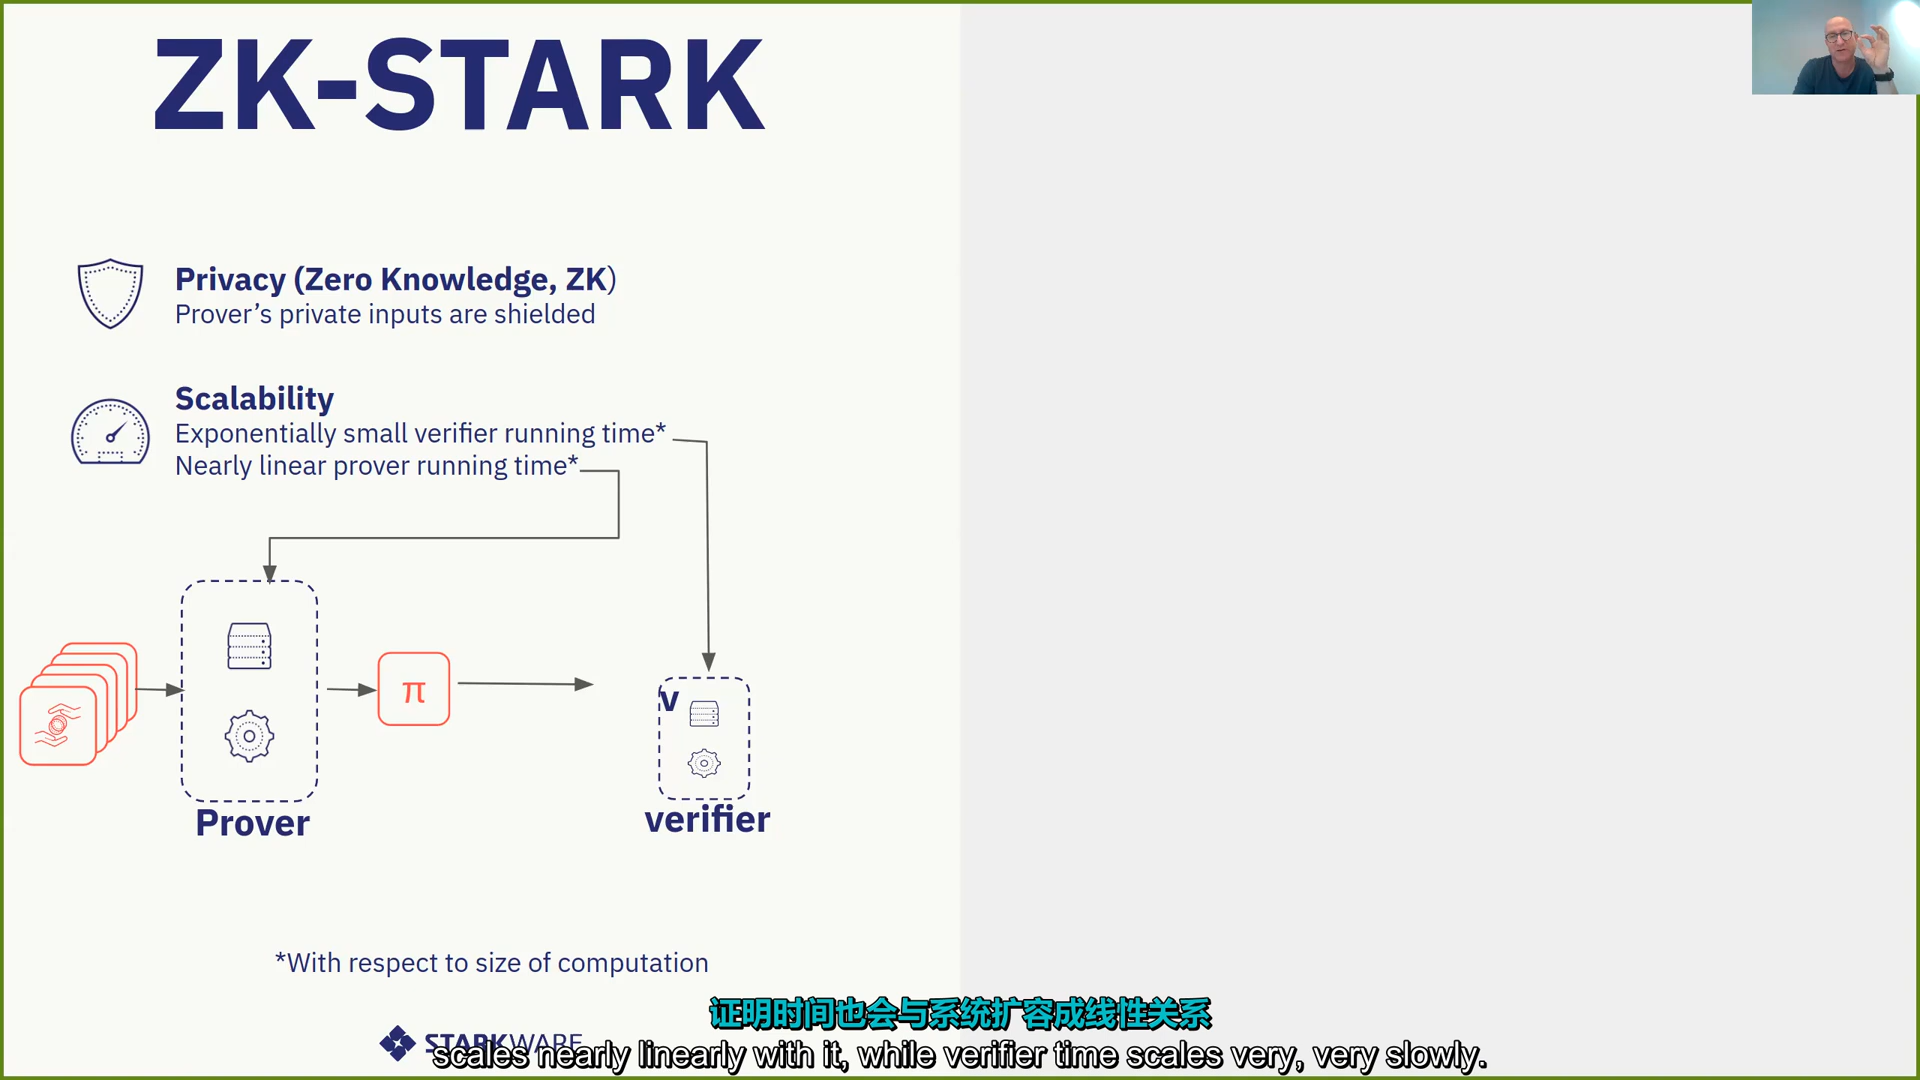 ZK-STARK
Privacy (Zero Knowledge, ZK)
Prover’s private inputs are shielded
Scalability
Exponentially small verifier running time*
Nearly linear prover running time*
π
V
Prover
verifier
*With respect to size of computation
证明时间也会与系统扩容成线性关系
STARKWARE
scales nearly linearly with it, while verifier time scales very, very slowly.